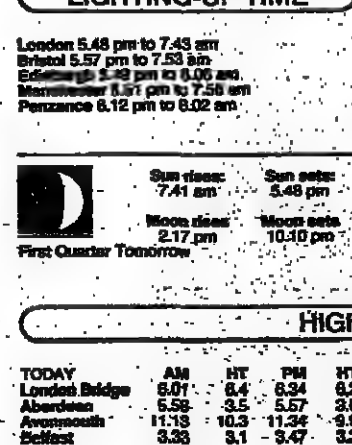 LIGHTING-UP TIME
London 5.48 pm to 7.43 am
Bristol 5.57 pm to 7.53 am
pm to 8.06 am
pm to 7.56 am
Penzance 6.12 pm to 8.02 am
Sun rises: Sun sets:
7.41 am 5.48 pm
Moon rises Moon sets
2.17 pm 10.10 pm
First Quarter Tomorrow
HIGH
TODAY AM HT PM HT
London Bridge 6.01 6.4 6.34
Aberdeen 5.58 3.5 5.57
Avonmouth 11.13 10.3 11.34
Belfast 3.33 3.1 3.47